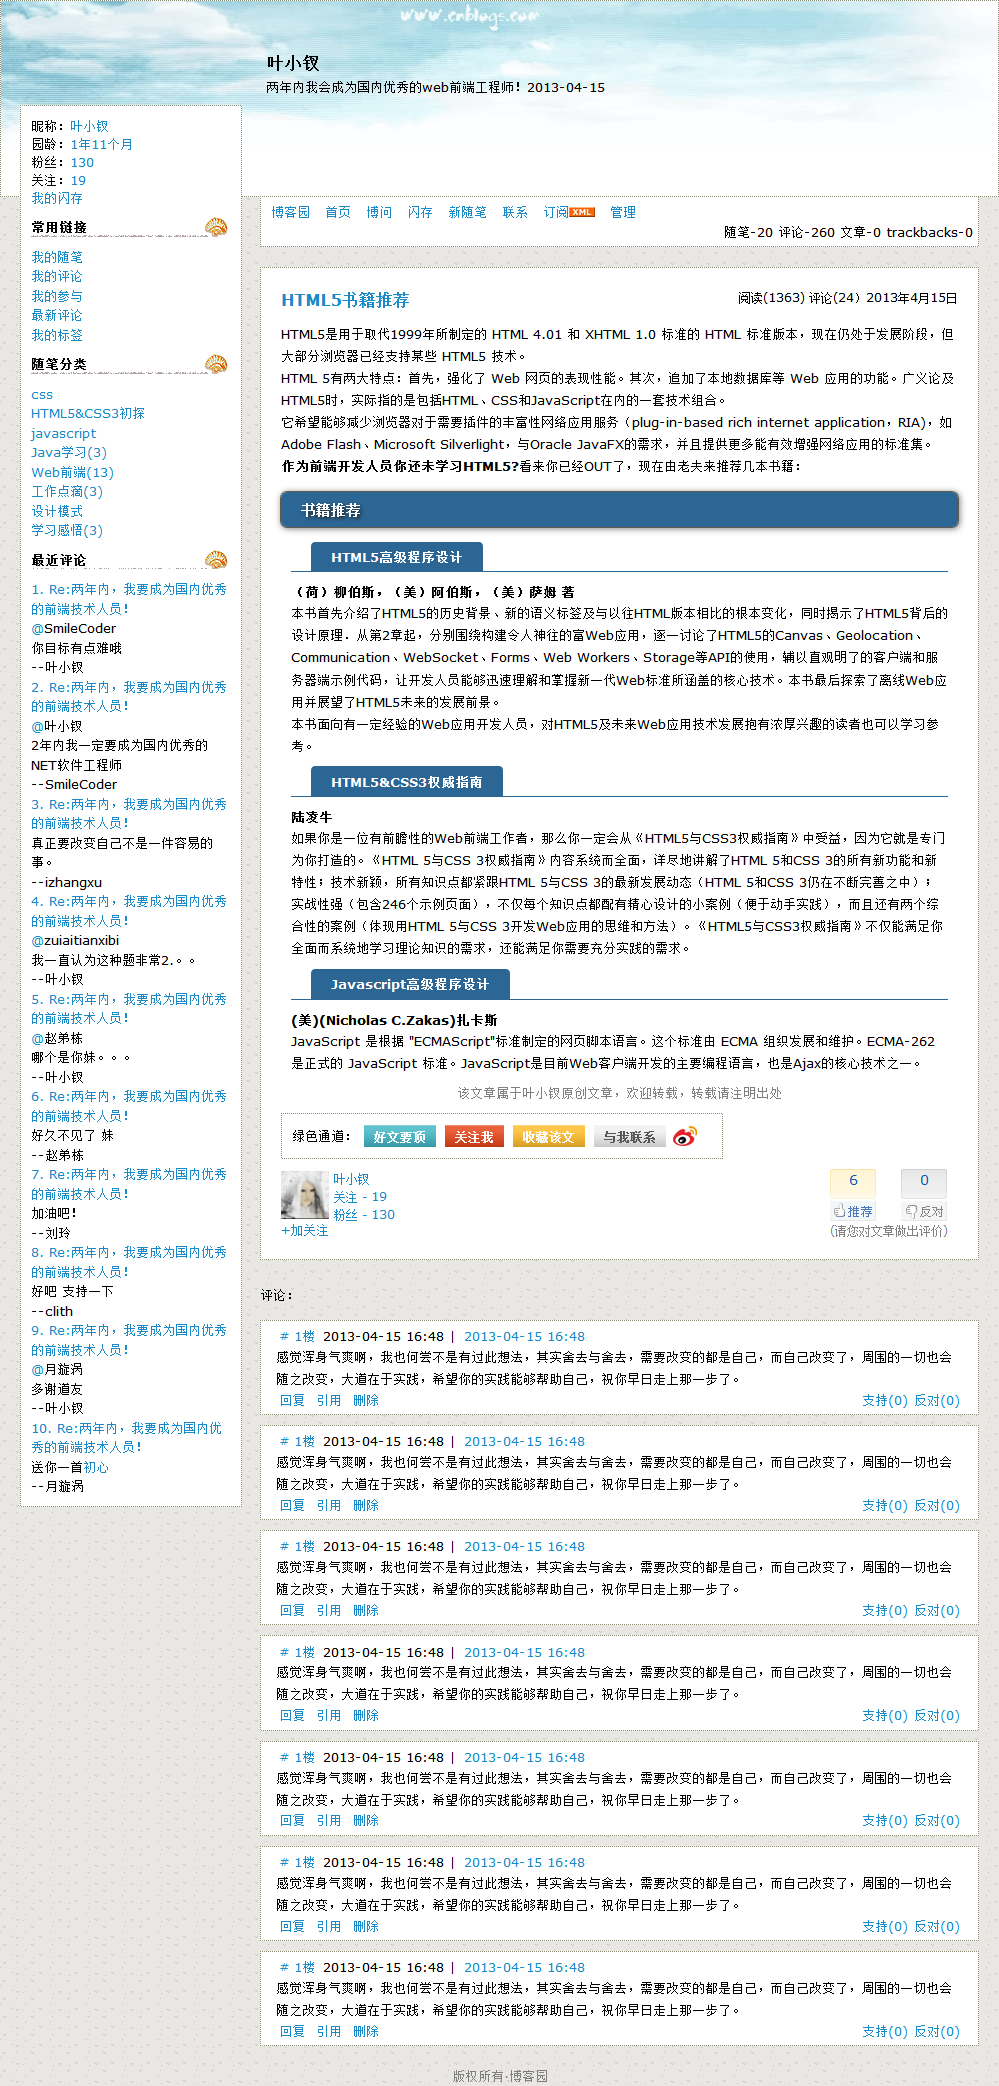 www.cnblogs.com
叶小钗
两年内我会成为国内优秀的web前端工程师！2013-04-15
昵称：叶小钗
园龄：1年11个月
粉丝：130
关注：19
我的闪存
常用链接
我的随笔
我的评论
我的参与
最新评论
我的标签
随笔分类
css
HTML5&CSS3初探
javascript
Java学习(3)
Web前端(13)
工作点滴(3)
设计模式
学习感悟(3)
最近评论
1. Re:两年内，我要成为国内优秀
的前端技术人员！
@SmileCoder
你目标有点难哦
--叶小钗
2. Re:两年内，我要成为国内优秀
的前端技术人员！
@叶小钗
2年内我一定要成为国内优秀的
NET软件工程师
--SmileCoder
3. Re:两年内，我要成为国内优秀
的前端技术人员！
真正要改变自己不是一件容易的
事。
--izhangxu
4. Re:两年内，我要成为国内优秀
的前端技术人员！
@zuiaitianxibi
我一直认为这种题非常2.。。
--叶小钗
5. Re:两年内，我要成为国内优秀
的前端技术人员！
@赵弟栋
哪个是你妹。。。
--叶小钗
6. Re:两年内，我要成为国内优秀
的前端技术人员！
好久不见了 妹
--赵弟栋
7. Re:两年内，我要成为国内优秀
的前端技术人员！
加油吧！
--刘玲
8. Re:两年内，我要成为国内优秀
的前端技术人员！
好吧 支持一下
--clith
9. Re:两年内，我要成为国内优秀
的前端技术人员！
@月漩涡
多谢道友
--叶小钗
10. Re:两年内，我要成为国内优
秀的前端技术人员！
送你一首初心
--月漩涡
博客园 首页 博问 闪存 新随笔 联系 订阅XML 管理
随笔-20 评论-260 文章-0 trackbacks-0
HTML5书籍推荐
阅读(1363) 评论(24) 2013年4月15日
HTML5是用于取代1999年所制定的 HTML 4.01 和 XHTML 1.0 标准的 HTML 标准版本，现在仍处于发展阶段，但
大部分浏览器已经支持某些 HTML5 技术。
HTML 5有两大特点：首先，强化了 Web 网页的表现性能。其次，追加了本地数据库等 Web 应用的功能。广义论及
HTML5时，实际指的是包括HTML、CSS和JavaScript在内的一套技术组合。
它希望能够减少浏览器对于需要插件的丰富性网络应用服务（plug-in-based rich internet application，RIA），如
Adobe Flash、Microsoft Silverlight，与Oracle JavaFX的需求，并且提供更多能有效增强网络应用的标准集。
作为前端开发人员你还未学习HTML5?看来你已经OUT了，现在由老夫来推荐几本书籍：
书籍推荐
HTML5高级程序设计
（荷）柳伯斯，（美）阿伯斯，（美）萨姆 著
本书首先介绍了HTML5的历史背景、新的语义标签及与以往HTML版本相比的根本变化，同时揭示了HTML5背后的
设计原理．从第2章起，分别围绕构建令人神往的富Web应用，逐一讨论了HTML5的Canvas、Geolocation、
Communication、WebSocket、Forms、Web Workers、Storage等API的使用，辅以直观明了的客户端和服
务器端示例代码，让开发人员能够迅速理解和掌握新一代Web标准所涵盖的核心技术。本书最后探索了离线Web应
用并展望了HTML5未来的发展前景。
本书面向有一定经验的Web应用开发人员，对HTML5及未来Web应用技术发展抱有浓厚兴趣的读者也可以学习参
考。
HTML5&CSS3权威指南
陆凌牛
如果你是一位有前瞻性的Web前端工作者，那么你一定会从《HTML5与CSS3权威指南》中受益，因为它就是专门
为你打造的。《HTML 5与CSS 3权威指南》内容系统而全面，详尽地讲解了HTML 5和CSS 3的所有新功能和新
特性；技术新颖，所有知识点都紧跟HTML 5与CSS 3的最新发展动态（HTML 5和CSS 3仍在不断完善之中）；
实战性强（包含246个示例页面），不仅每个知识点都配有精心设计的小案例（便于动手实践），而且还有两个综
合性的案例（体现用HTML 5与CSS 3开发Web应用的思维和方法）。《HTML5与CSS3权威指南》不仅能满足你
全面而系统地学习理论知识的需求，还能满足你需要充分实践的需求。
Javascript高级程序设计
(美)(Nicholas C.Zakas)扎卡斯
JavaScript 是根据 "ECMAScript"标准制定的网页脚本语言。这个标准由 ECMA 组织发展和维护。ECMA-262
是正式的 JavaScript 标准。JavaScript是目前Web客户端开发的主要编程语言，也是Ajax的核心技术之一。
该文章属于叶小钗原创文章，欢迎转载，转载请注明出处
绿色通道： 好文要顶 关注我 收藏该文 与我联系
叶小钗
关注 - 19
粉丝 - 130
+加关注
6 0
推荐 反对
(请您对文章做出评价)
评论：
# 1楼 2013-04-15 16:48 | 2013-04-15 16:48
感觉浑身气爽啊，我也何尝不是有过此想法，其实舍去与舍去，需要改变的都是自己，而自己改变了，周围的一切也会
随之改变，大道在于实践，希望你的实践能够帮助自己，祝你早日走上那一步了。
回复 引用 删除 支持(0) 反对(0)
# 1楼 2013-04-15 16:48 | 2013-04-15 16:48
感觉浑身气爽啊，我也何尝不是有过此想法，其实舍去与舍去，需要改变的都是自己，而自己改变了，周围的一切也会
随之改变，大道在于实践，希望你的实践能够帮助自己，祝你早日走上那一步了。
回复 引用 删除 支持(0) 反对(0)
# 1楼 2013-04-15 16:48 | 2013-04-15 16:48
感觉浑身气爽啊，我也何尝不是有过此想法，其实舍去与舍去，需要改变的都是自己，而自己改变了，周围的一切也会
随之改变，大道在于实践，希望你的实践能够帮助自己，祝你早日走上那一步了。
回复 引用 删除 支持(0) 反对(0)
# 1楼 2013-04-15 16:48 | 2013-04-15 16:48
感觉浑身气爽啊，我也何尝不是有过此想法，其实舍去与舍去，需要改变的都是自己，而自己改变了，周围的一切也会
随之改变，大道在于实践，希望你的实践能够帮助自己，祝你早日走上那一步了。
回复 引用 删除 支持(0) 反对(0)
# 1楼 2013-04-15 16:48 | 2013-04-15 16:48
感觉浑身气爽啊，我也何尝不是有过此想法，其实舍去与舍去，需要改变的都是自己，而自己改变了，周围的一切也会
随之改变，大道在于实践，希望你的实践能够帮助自己，祝你早日走上那一步了。
回复 引用 删除 支持(0) 反对(0)
# 1楼 2013-04-15 16:48 | 2013-04-15 16:48
感觉浑身气爽啊，我也何尝不是有过此想法，其实舍去与舍去，需要改变的都是自己，而自己改变了，周围的一切也会
随之改变，大道在于实践，希望你的实践能够帮助自己，祝你早日走上那一步了。
回复 引用 删除 支持(0) 反对(0)
# 1楼 2013-04-15 16:48 | 2013-04-15 16:48
感觉浑身气爽啊，我也何尝不是有过此想法，其实舍去与舍去，需要改变的都是自己，而自己改变了，周围的一切也会
随之改变，大道在于实践，希望你的实践能够帮助自己，祝你早日走上那一步了。
回复 引用 删除 支持(0) 反对(0)
版权所有·博客园